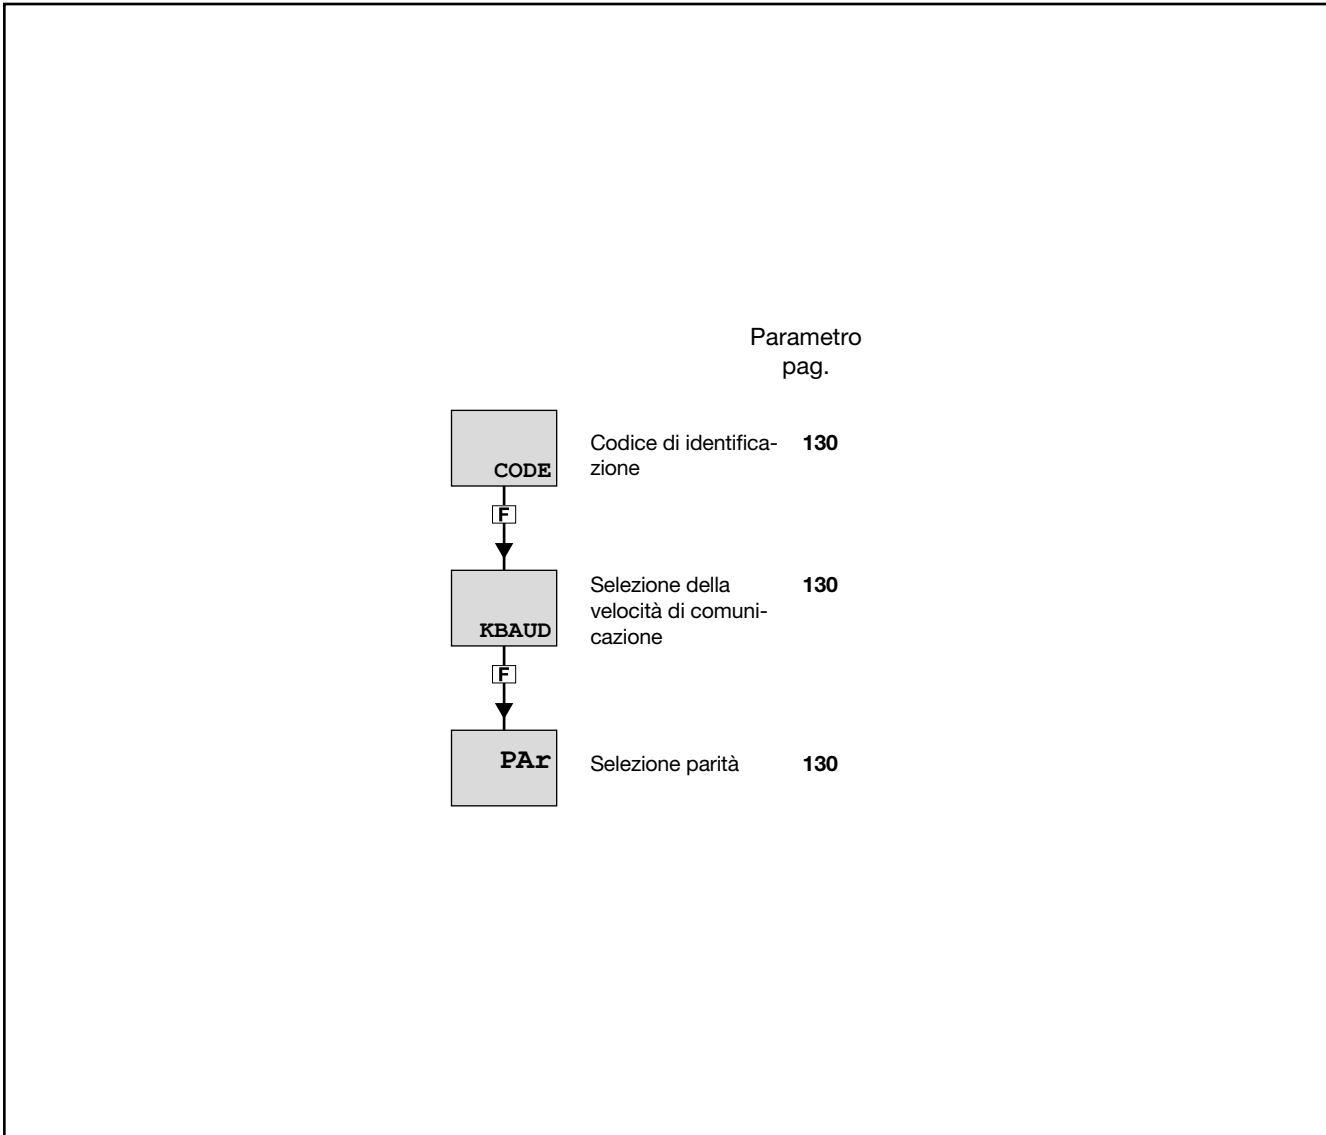 Parametro
pag.
CODE
Codice di identifica-
zione
130
F
KBAUD
Selezione della
velocità di comuni-
cazione
130
F
PAr
Selezione parità
130